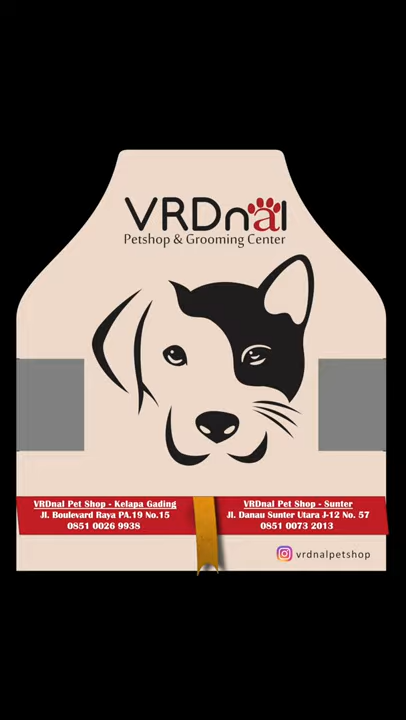 VRDnal
Petshop & Grooming Center
VRDnal Pet Shop - Kelapa Gading
Jl. Boulevard Raya PA.19 No.15
0851 0026 9938
VRDnal Pet Shop - Sunter
Jl. Danau Sunter Utara J-12 No. 57
0851 0073 2013
vrdnalpetshop